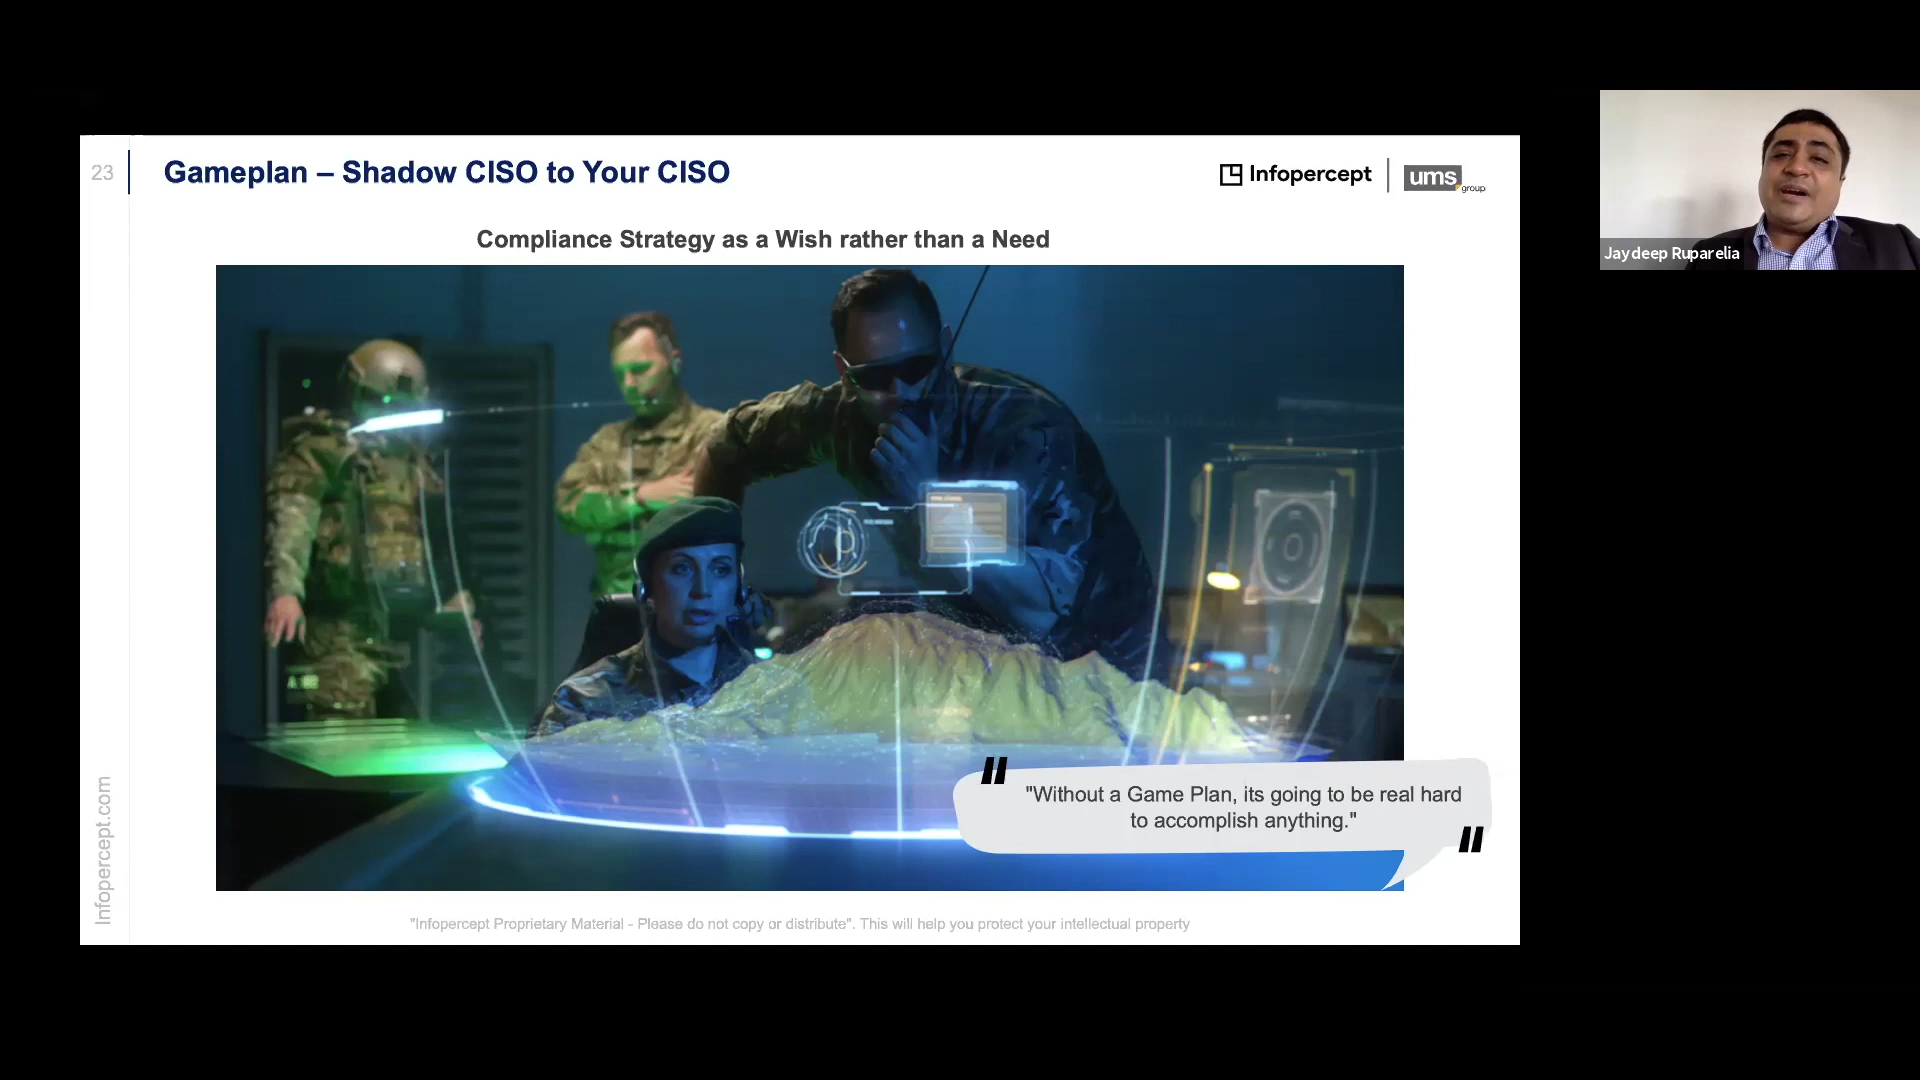 23
Gameplan – Shadow CISO to Your CISO
Infopercept
ums
group
Compliance Strategy as a Wish rather than a Need
"Without a Game Plan, its going to be real hard
to accomplish anything."
Infopercept.com
"Infopercept Proprietary Material - Please do not copy or distribute". This will help you protect your intellectual property
Jaydeep Ruparelia